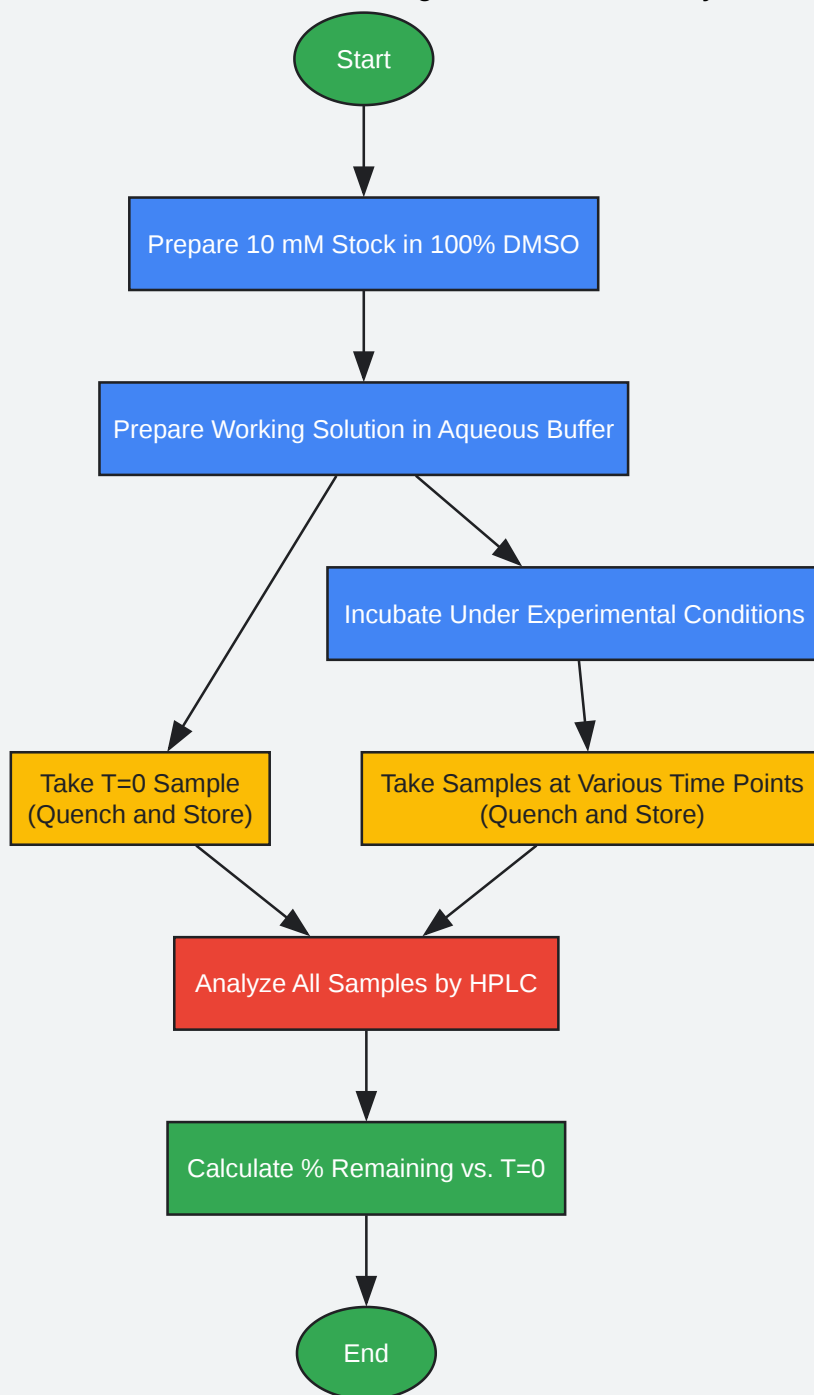 Start
Prepare 10 mM Stock in 100% DMSO
Prepare Working Solution in Aqueous Buffer
Incubate Under Experimental Conditions
Take T=0 Sample
(Quench and Store)
Take Samples at Various Time Points
(Quench and Store)
Analyze All Samples by HPLC
Calculate % Remaining vs. T=0
End